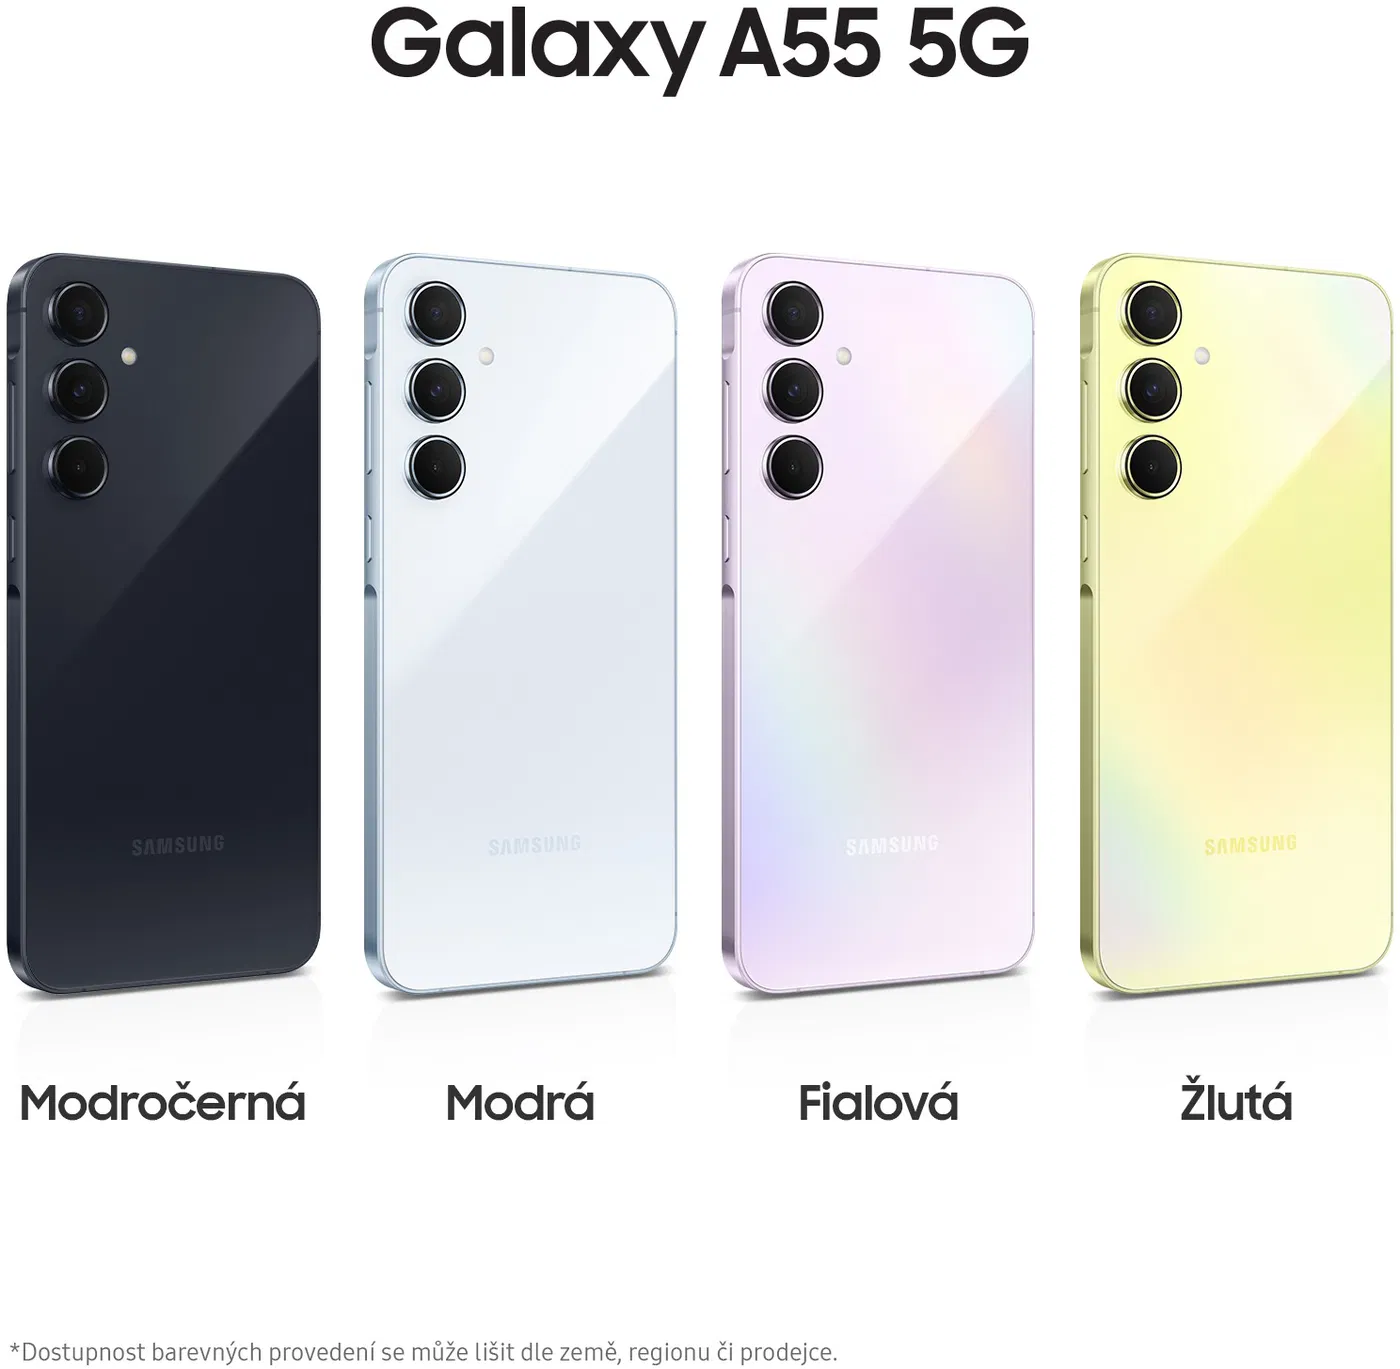 Galaxy A55 5G
SAMSUNG
SAMSUNG
SAMSUNG
SAMSUNG
Modročerná
Modrá
Fialová
Žlutá
*Dostupnost barevných provedení se může lišit dle země, regionu či prodejce.